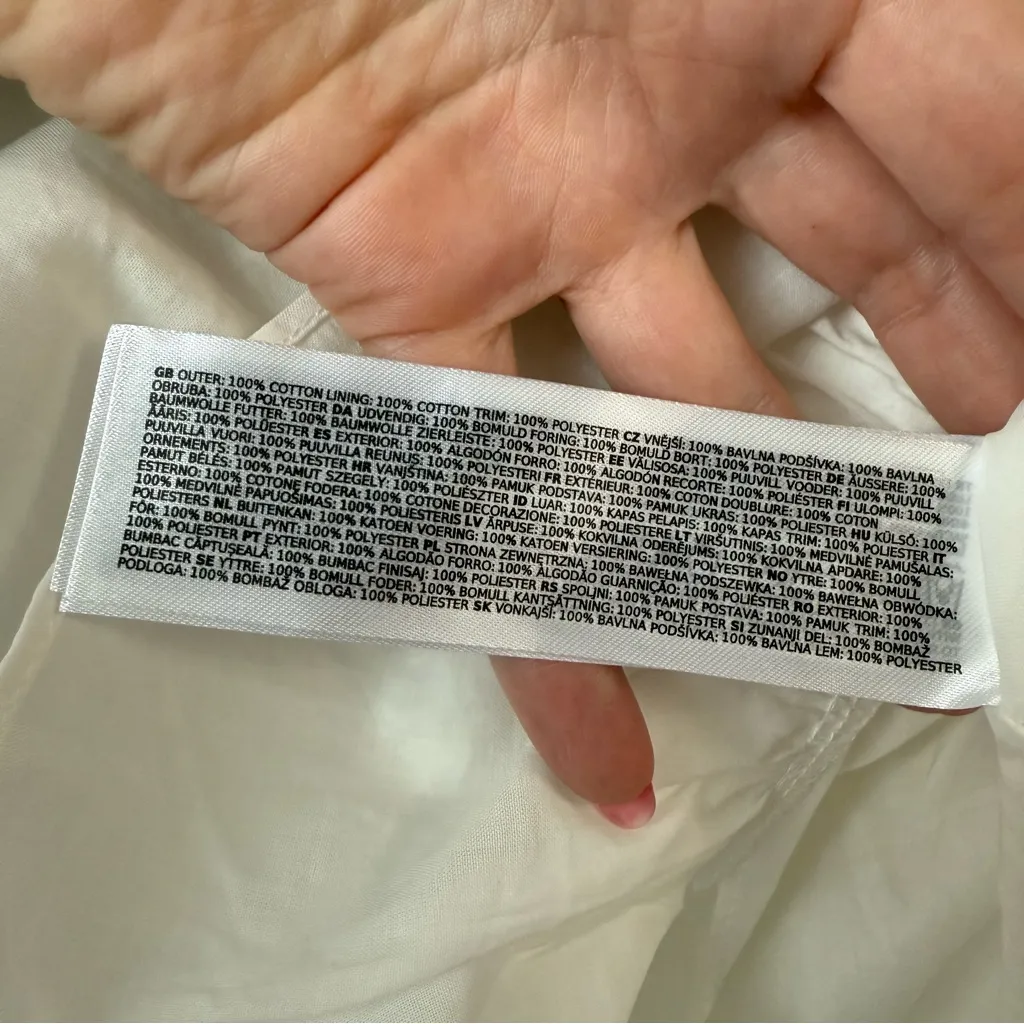 GB OUTER: 100% COTTON LINING: 100% COTTON TRIM: 100% POLYESTER CZ VNĚJŠÍ: 100% BAVLNA PODŠÍVKA: 100% BAVLNA
OBRUBA: 100% POLYESTER DA UDVENDIG: 100% BOMULD FORING: 100% BOMULD BORT: 100% POLYESTER DE ÄUSSERE: 100%
BAUMWOLLE FUTTER: 100% BAUMWOLLE ZIERLEISTE: 100% POLYESTER EE VÄLISOSA: 100% PUUVILL VOODER: 100% PUUVILL
ÄÄRIS: 100% POLÜESTER ES EXTERIOR: 100% ALGODÓN FORRO: 100% ALGODÓN RECORTE: 100% POLIÉSTER FI ULOMPI: 100%
PUUVILLA VUORI: 100% PUUVILLA REUNUS: 100% POLYESTERI FR EXTÉRIEUR: 100% COTON DOUBLURE: 100% COTON
ORNEMENTS: 100% POLYESTER HR VANJŠTINA: 100% PAMUK PODSTAVA: 100% PAMUK UKRAS: 100% POLIESTER HU KÜLSŐ: 100%
PAMUT BÉLÉS: 100% PAMUT SZEGÉLY: 100% POLIÉSZTER ID LUAR: 100% KAPAS PELAPIS: 100% KAPAS TRIM: 100% POLIESTER IT
ESTERNO: 100% COTONE FODERA: 100% COTONE DECORAZIONE: 100% POLIESTERE LT VIRŠUTINIS: 100% MEDVILNĖ PAMUŠALAS:
100% MEDVILNĖ PAPUOŠIMAS: 100% POLIESTERIS LV ĀRPUSE: 100% KOKVILNA ODERĒJUMS: 100% KOKVILNA APDARE: 100%
POLIESTERS NL BUITENKAN: 100% KATOEN VOERING: 100% KATOEN VERSIERING: 100% POLYESTER NO YTRE: 100% BOMULL
FÔR: 100% BOMULL PYNT: 100% POLYESTER PL STRONA ZEWNĘTRZNA: 100% BAWEŁNA PODSZEWKA: 100% BAWEŁNA OBWÓDKA:
100% POLIESTER PT EXTERIOR: 100% ALGODÃO FORRO: 100% ALGODÃO GUARNIÇÃO: 100% POLIÉSTER RO EXTERIOR: 100%
BUMBAC CĂPTUȘEALĂ: 100% BUMBAC FINISAJ: 100% POLIESTER RS SPOLJNI: 100% PAMUK POSTAVA: 100% PAMUK TRIM: 100%
POLIESTER SE YTTRE: 100% BOMULL FODER: 100% BOMULL KANTSÄTTNING: 100% POLYESTER SI ZUNANJI DEL: 100% BOMBAŽ
PODLOGA: 100% BOMBAŽ OBLOGA: 100% POLIESTER SK VONKAJŠÍ: 100% BAVLNA PODŠÍVKA: 100% BAVLNA LEM: 100% POLYESTER